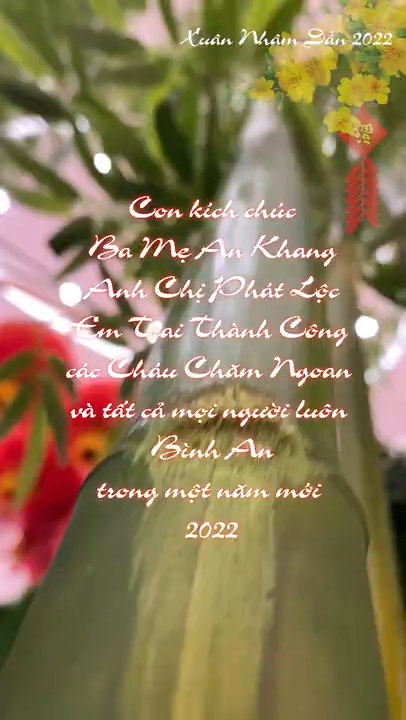 Xuân Nhâm Dần 2022
Con kích chúc
Ba Mẹ An Khang
Anh Chị Phát Lộc
Em Trai Thành Công
các Cháu Chăm Ngoan
và tất cả mọi người luôn
Bình An
trong một năm mới
2022